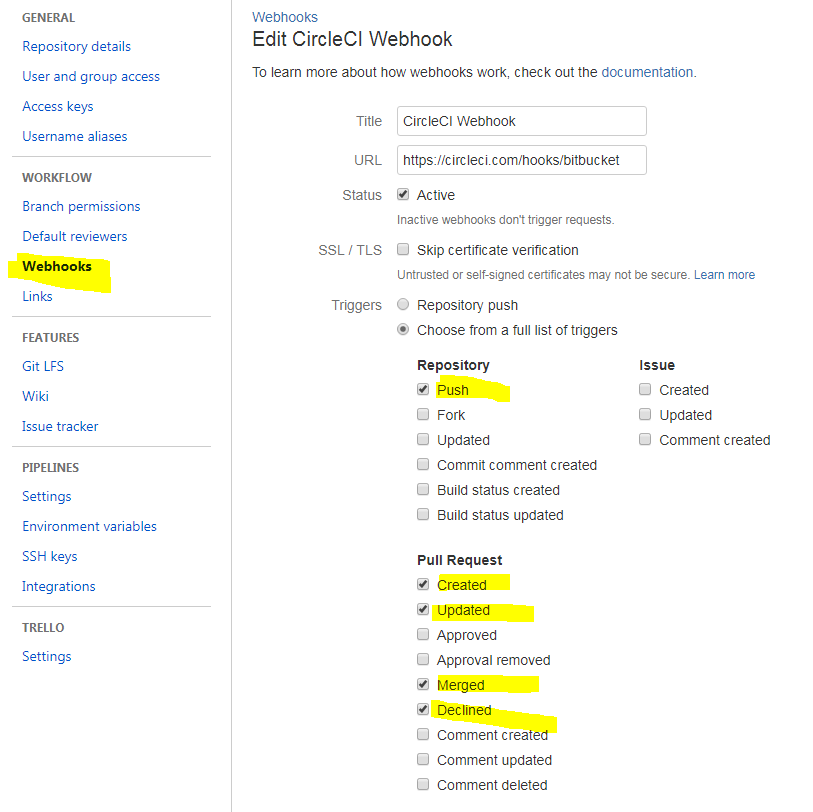 GENERAL
Repository details
User and group access
Access keys
Username aliases
WORKFLOW
Branch permissions
Default reviewers
Webhooks
Links
FEATURES
Git LFS
Wiki
Issue tracker
PIPELINES
Settings
Environment variables
SSH keys
Integrations
TRELLO
Settings
Webhooks
Edit CircleCI Webhook
To learn more about how webhooks work, check out the documentation.
Title CircleCI Webhook
URL https://circleci.com/hooks/bitbucket
Status Active
Inactive webhooks don't trigger requests.
SSL / TLS Skip certificate verification
Untrusted or self-signed certificates may not be secure. Learn more
Triggers Repository push
Choose from a full list of triggers
Repository
Push
Fork
Updated
Commit comment created
Build status created
Build status updated
Issue
Created
Updated
Comment created
Pull Request
Created
Updated
Approved
Approval removed
Merged
Declined
Comment created
Comment updated
Comment deleted